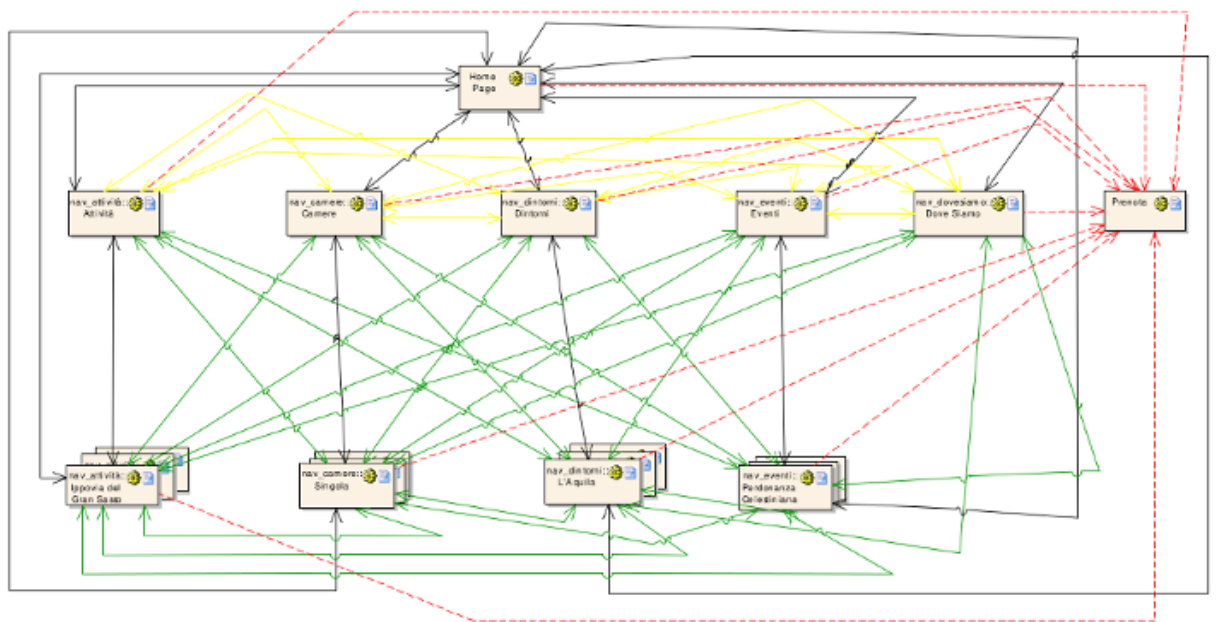 Home
Page
nav_attività::
Attività
nav_camere::
Camere
nav_dintorni::
Dintorni
nav_eventi::
Eventi
nav_dovesiamo::
Dove Siamo
Prenota
nav_attività::
Ippovia del
Gran Sasso
nav_camere::
Singola
nav_dintorni::
L'Aquila
nav_eventi::
Perdonanza
Celestiniana